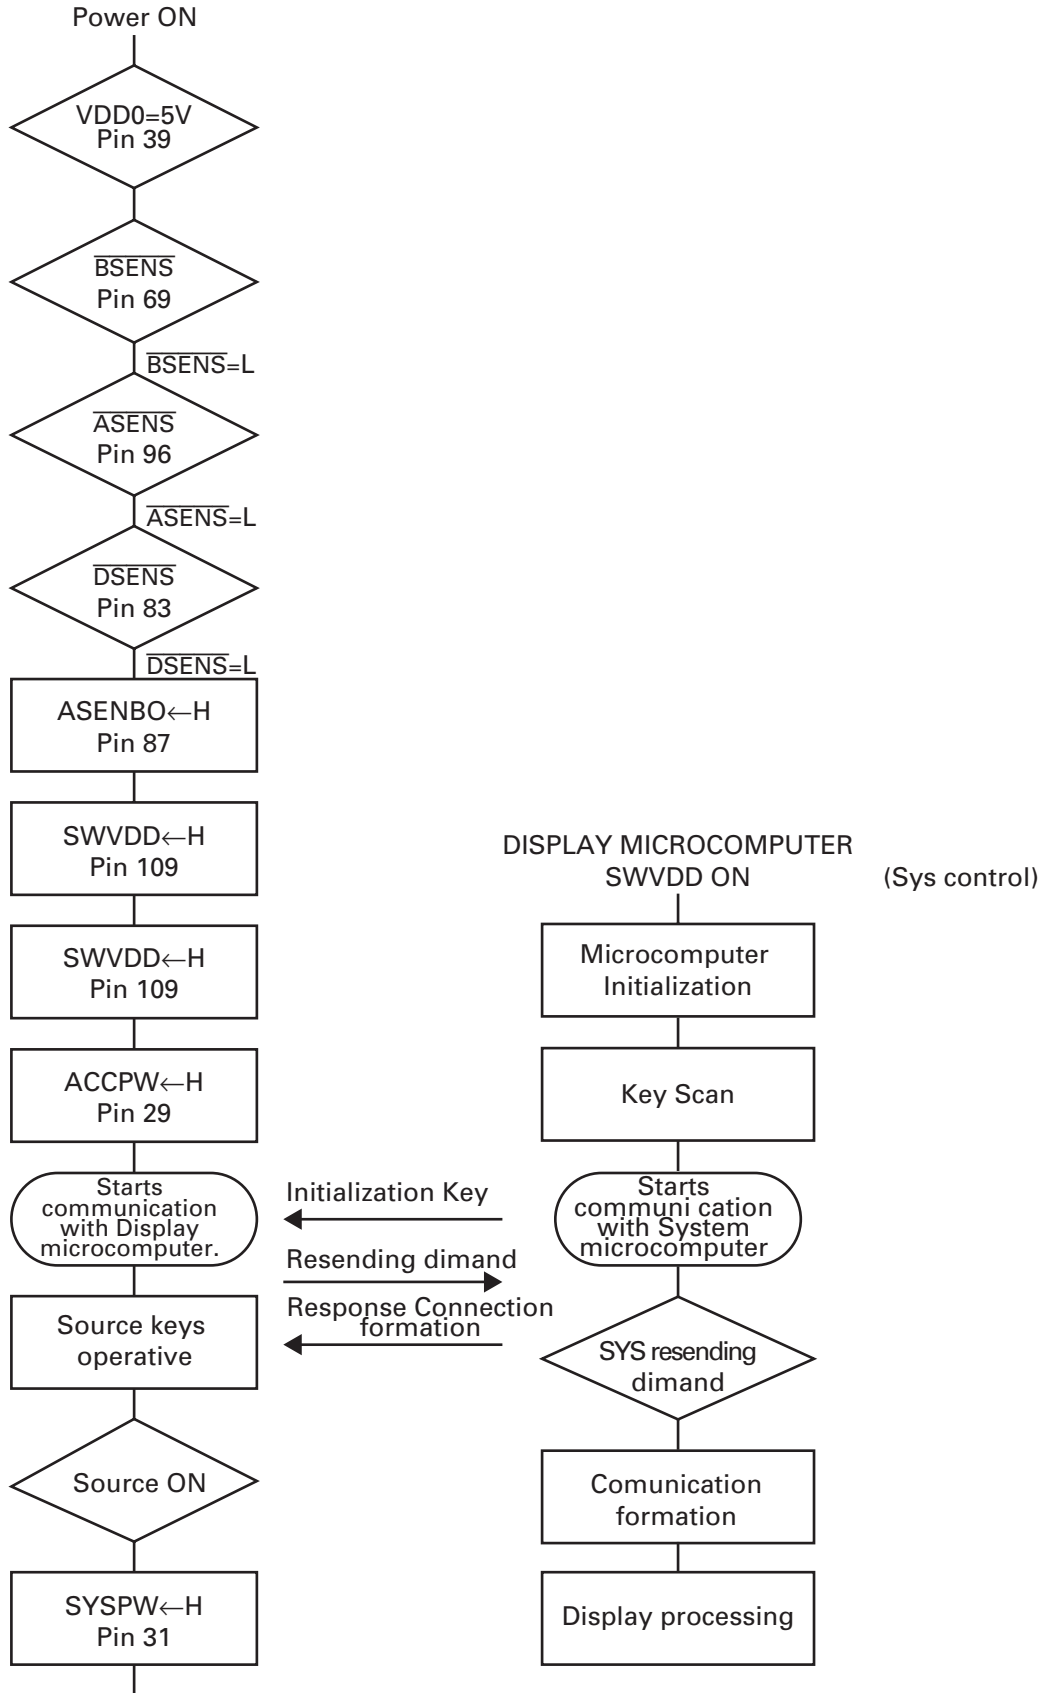 Power ON
VDD0=5V
Pin 39
BSENS
Pin 69
BSENS=L
ASENS
Pin 96
ASENS=L
DSENS
Pin 83
DSENS=L
ASENBO←H
Pin 87
SWVDD←H
Pin 109
SWVDD←H
Pin 109
ACCPW←H
Pin 29
Starts
communication
with Display
microcomputer.
Source keys
operative
Source ON
SYSPW←H
Pin 31
Initialization Key
Resending dimand
Response Connection
formation
DISPLAY MICROCOMPUTER
SWVDD ON
(Sys control)
Microcomputer
Initialization
Key Scan
Starts
communi cation
with System
microcomputer
SYS resending
dimand
Comunication
formation
Display processing